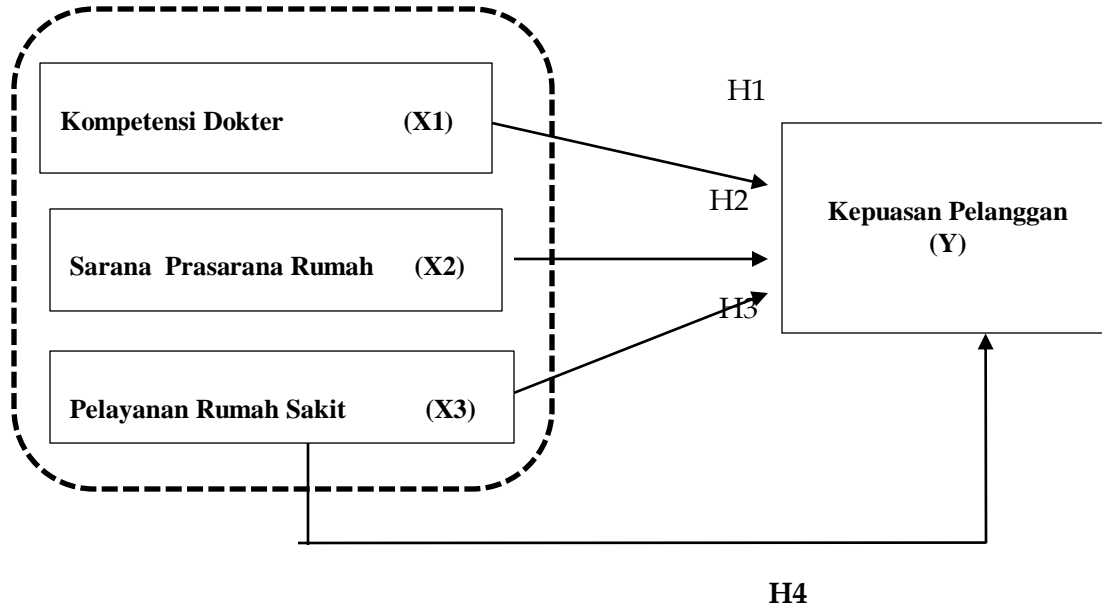 H1
Kompetensi Dokter (X1)
H2
Kepuasan Pelanggan
(Y)
Sarana Prasarana Rumah (X2)
H3
Pelayanan Rumah Sakit (X3)
H4